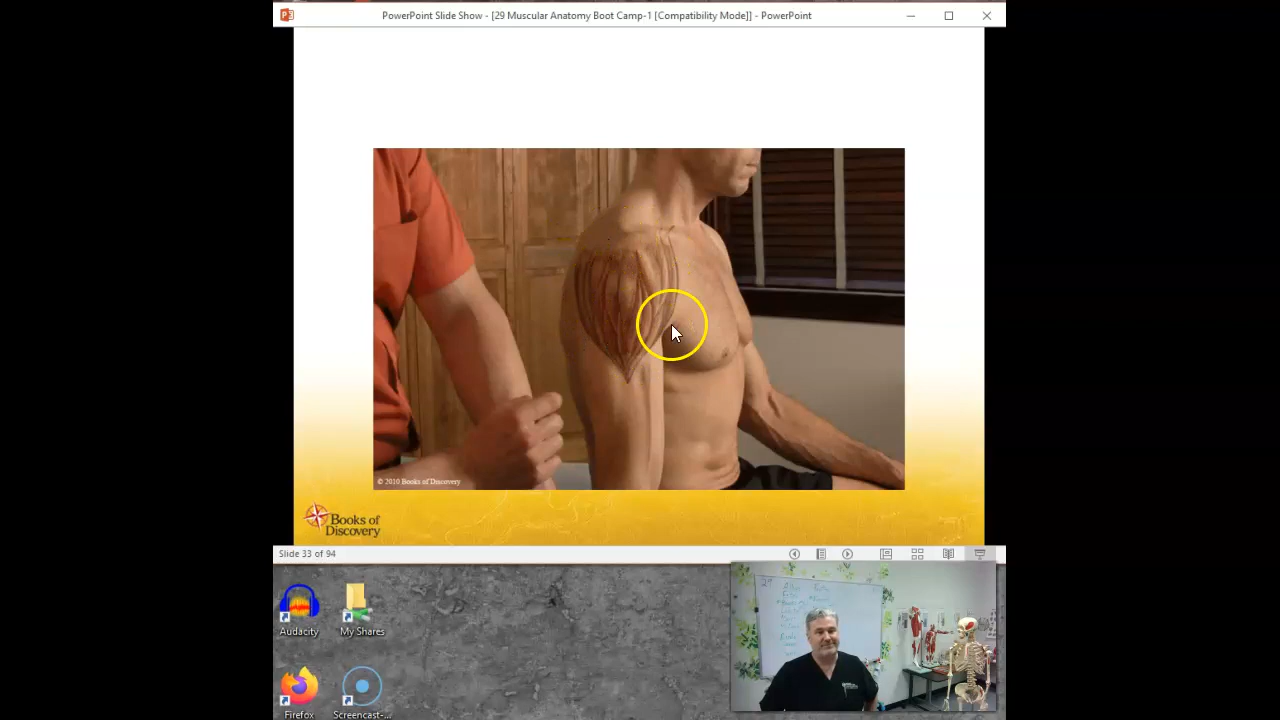 PowerPoint Slide Show - [29 Muscular Anatomy Boot Camp-1 [Compatibility Mode]] - PowerPoint
© 2010 Books of Discovery
Books of
Discovery
Slide 33 of 94
Audacity
My Shares
Firefox
Screencast-...